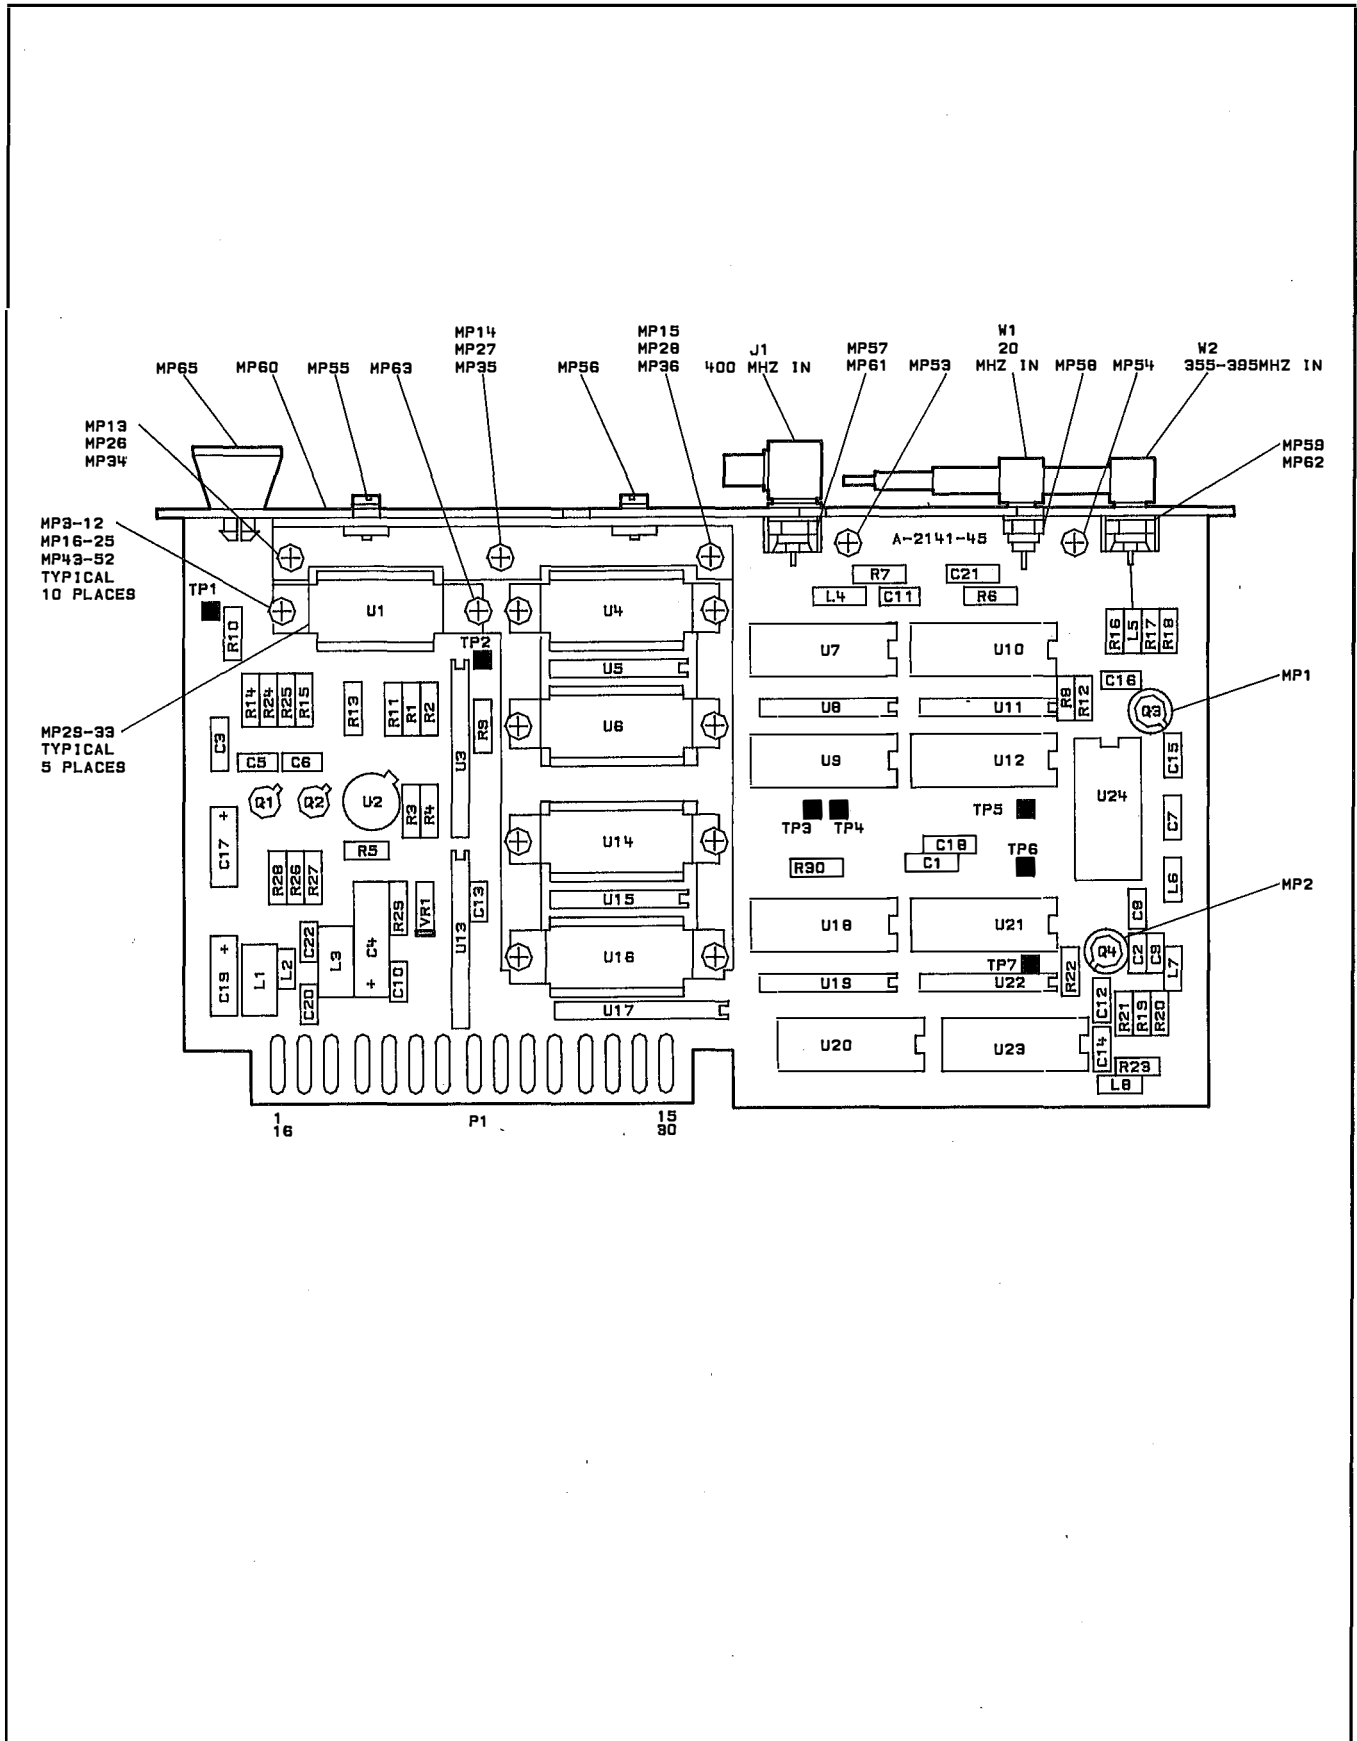 W1
MP14 MP15 20 W2
MP27 MP28 J1 MP57 MHZ IN 355-395MHZ IN
MP65 MP60 MP55 MP63 MP35 MP56 MP36 400 MHZ IN MP61 MP53 MP58 MP54
MP13
MP26
MP34
MP59
MP62
MP3-12
MP16-25
MP43-52
TYPICAL
10 PLACES
A-2141-45
TP1
R10
U1
TP2
U4
R7 C21
L4 C11 R6
R16 L5 R17 R18
U7 U10
U5
C16
MP1
Q3
R14 R24 R25 R15
R13
R11 R1 R2
R9
U3
U6
U8 U11
R8 R12
MP29-33
TYPICAL
5 PLACES
C3
C5 C6
U9 U12
C15
Q1 Q2 U2
R3 R4
U24
TP3 TP4 TP5
C7
C17 +
R5
U14
C18
C1
TP6
R30
L6
MP2
R28 R26 R27
R29
VR1
C13
U15
U18 U21
C8
C19 +
L1
L2
C22
L3
C4 +
C10
C20
U13
U16
TP7
Q4
C2 C9
L7
U19 U22
R22
U17
C12
R21 R19 R20
U20 U23
C14
R23
L8
1 P1 15
16 30